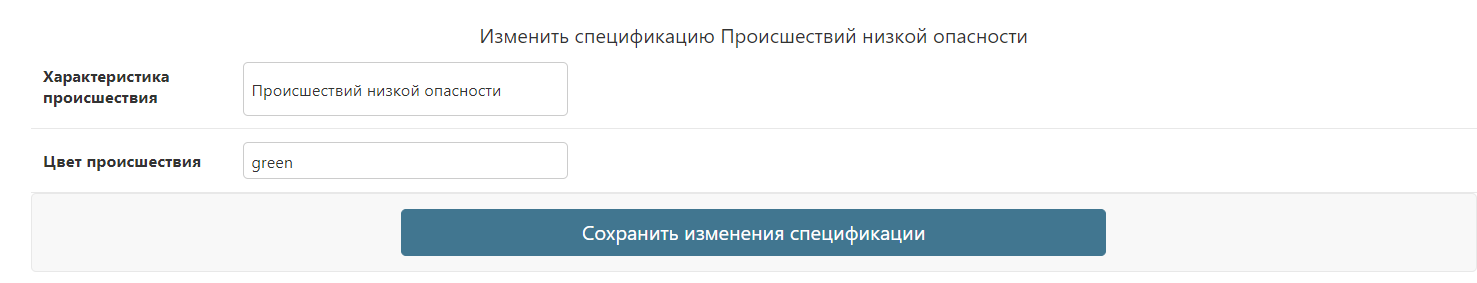 Изменить спецификацию Происшествий низкой опасности
Характеристика
происшествия
Происшествий низкой опасности
Цвет происшествия
green
Сохранить изменения спецификации